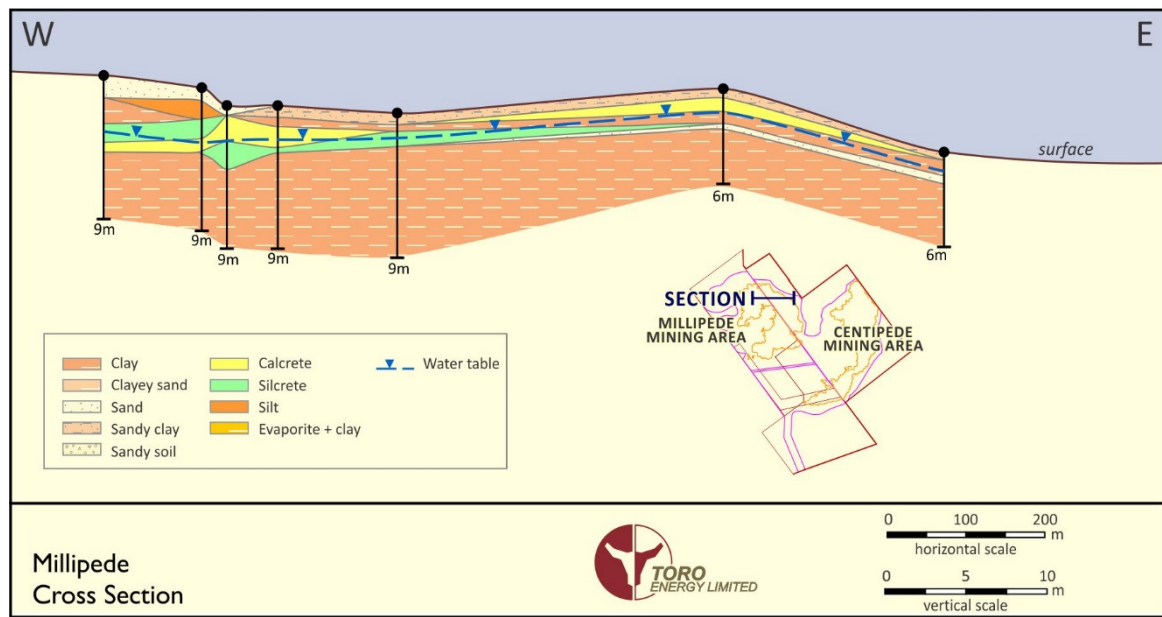 W
E
surface
9m
9m
9m
9m
9m
6m
6m
SECTION
MILLIPEDE
MINING AREA
CENTIPEDE
MINING AREA
Clay
Clayey sand
Sand
Sandy clay
Sandy soil
Calcrete
Silcrete
Silt
Evaporite + clay
Water table
Millipede
Cross Section
TORO
ENERGY LIMITED
0 100 200 m
horizontal scale
0 5 10 m
vertical scale